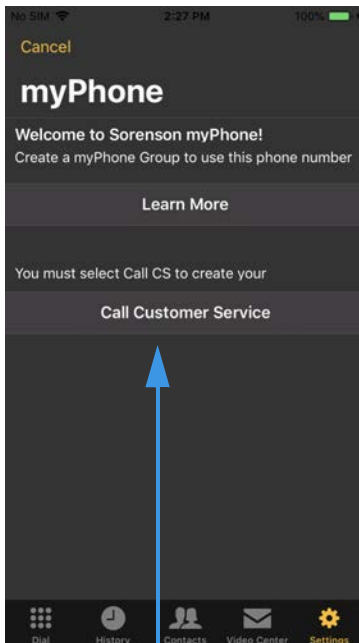 No SIM 2:27 PM 100%
Cancel
myPhone
Welcome to Sorenson myPhone!
Create a myPhone Group to use this phone number
Learn More
You must select Call CS to create your
Call Customer Service
Dial History Contacts Video Center Settings